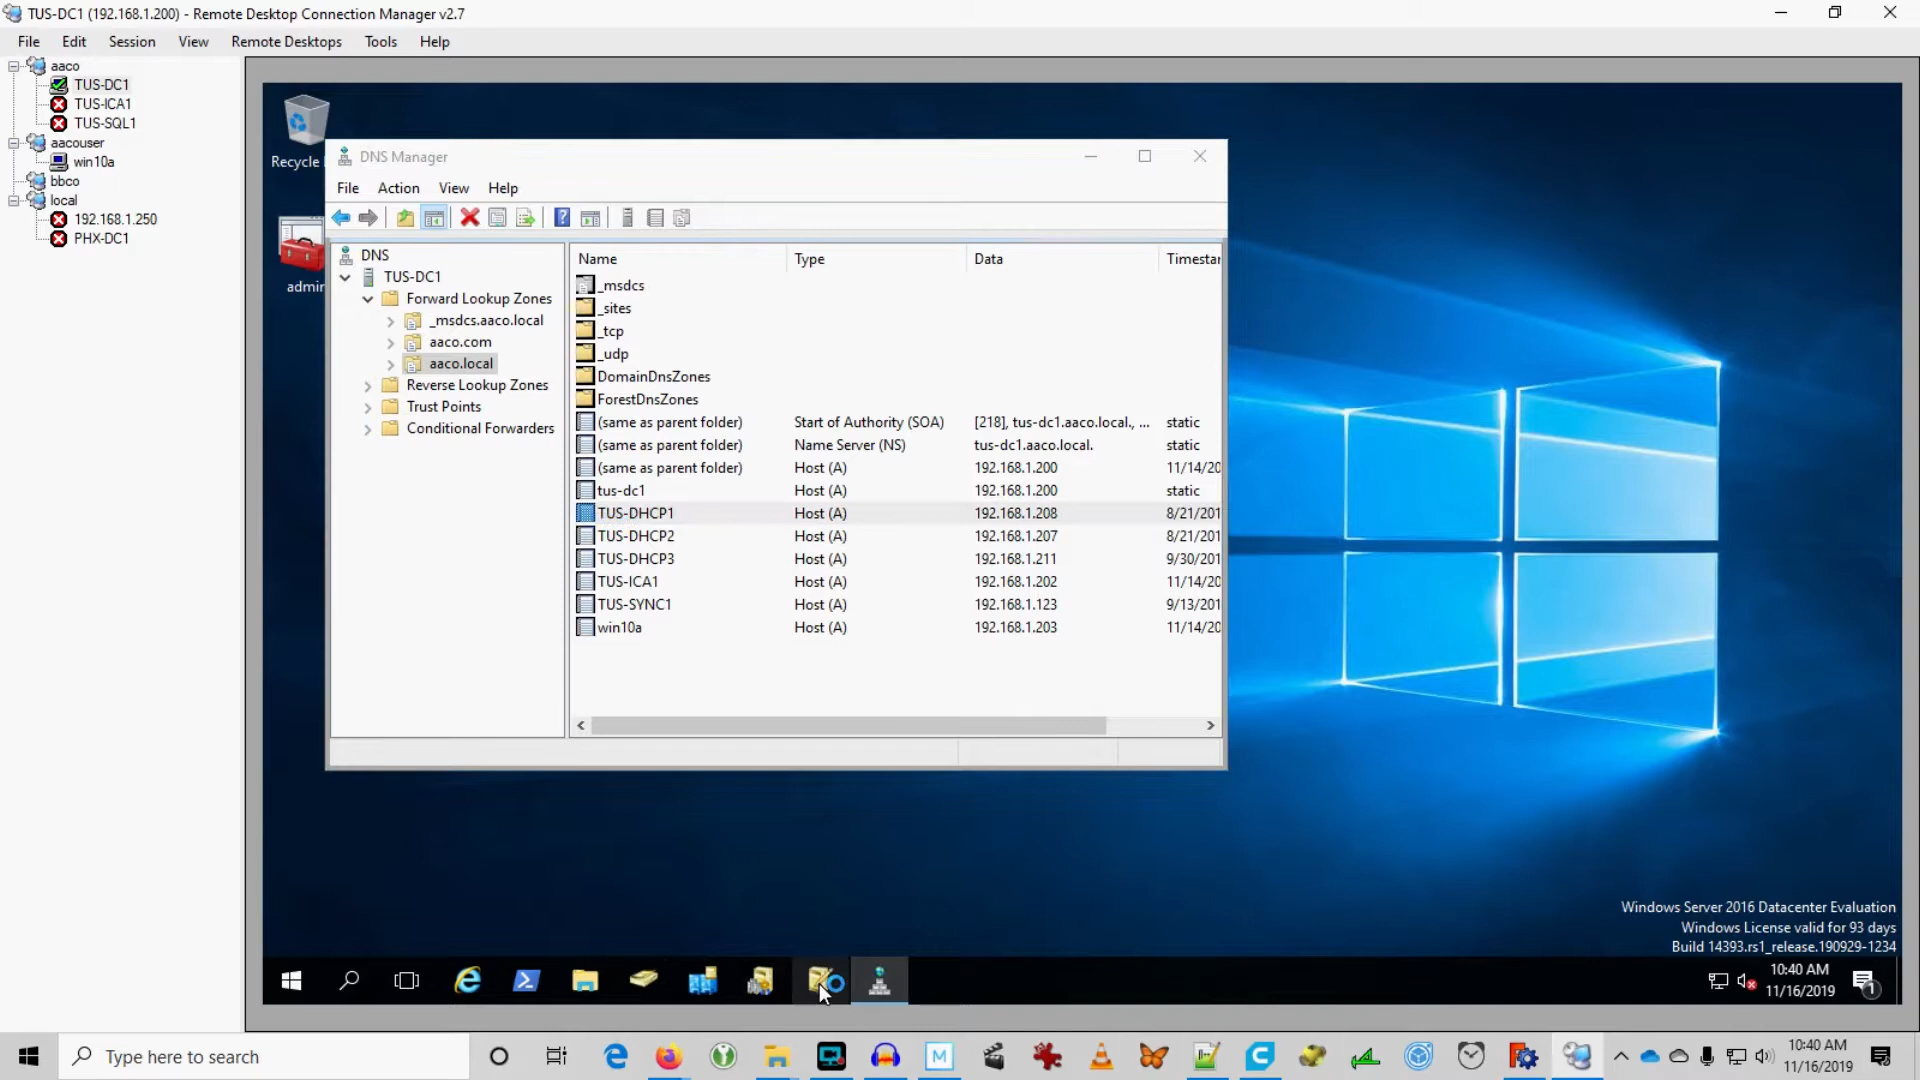 TUS-DC1 (192.168.1.200) - Remote Desktop Connection Manager v2.7
File Edit Session View Remote Desktops Tools Help
aaco
TUS-DC1
TUS-ICA1
TUS-SQL1
aacouser
win10a
bbco
local
192.168.1.250
PHX-DC1
Recycle
admin
DNS Manager
File Action View Help
DNS
TUS-DC1
Forward Lookup Zones
_msdcs.aaco.local
aaco.com
aaco.local
Reverse Lookup Zones
Trust Points
Conditional Forwarders
Name Type Data Timestar
_msdcs
_sites
_tcp
_udp
DomainDnsZones
ForestDnsZones
(same as parent folder) Start of Authority (SOA) [218], tus-dc1.aaco.local., ... static
(same as parent folder) Name Server (NS) tus-dc1.aaco.local. static
(same as parent folder) Host (A) 192.168.1.200 11/14/20
tus-dc1 Host (A) 192.168.1.200 static
TUS-DHCP1 Host (A) 192.168.1.208 8/21/201
TUS-DHCP2 Host (A) 192.168.1.207 8/21/201
TUS-DHCP3 Host (A) 192.168.1.211 9/30/201
TUS-ICA1 Host (A) 192.168.1.202 11/14/20
TUS-SYNC1 Host (A) 192.168.1.123 9/13/201
win10a Host (A) 192.168.1.203 11/14/20
Windows Server 2016 Datacenter Evaluation
Windows License valid for 93 days
Build 14393.rs1_release.190929-1234
10:40 AM
11/16/2019
1
Type here to search
M
10:40 AM
11/16/2019